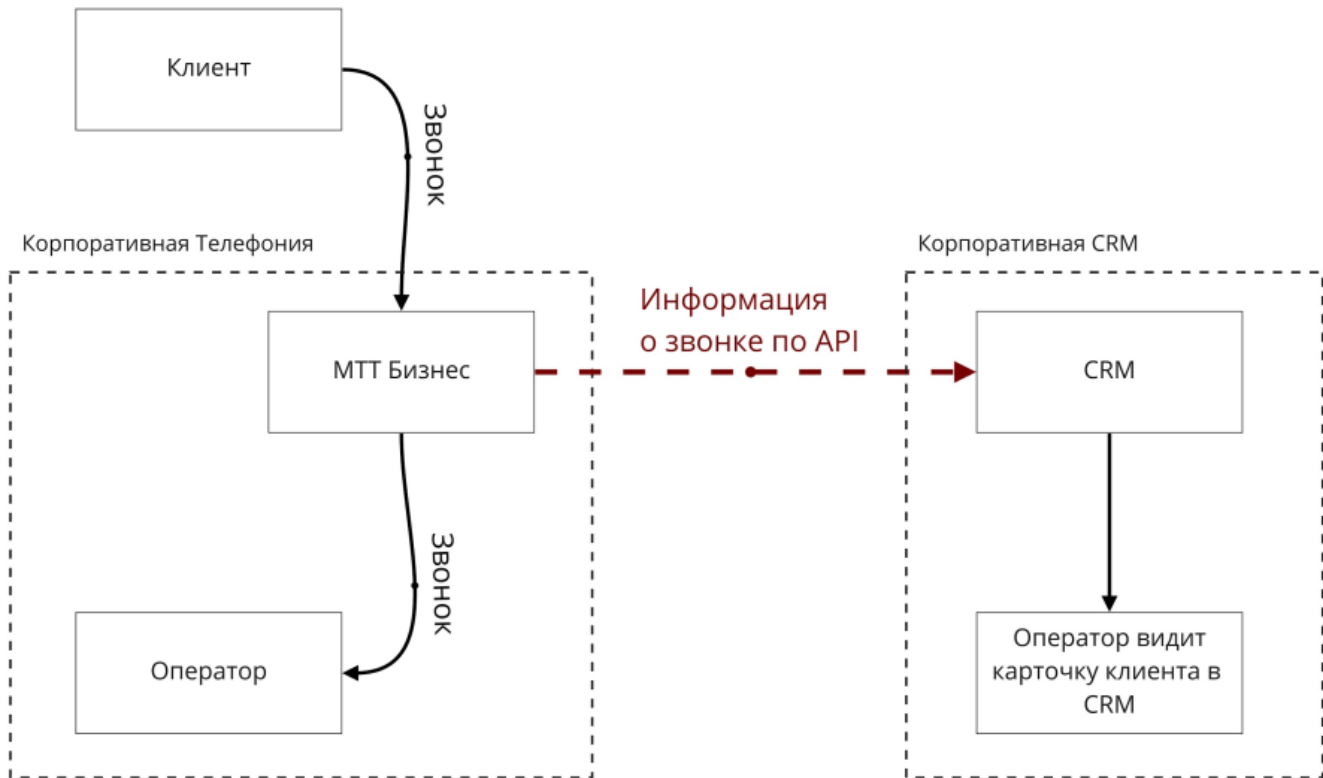 Клиент
Звонок
Корпоративная Телефония
Корпоративная CRM
Информация
о звонке по API
МТТ Бизнес
CRM
Звонок
Оператор
Оператор видит
карточку клиента в
CRM